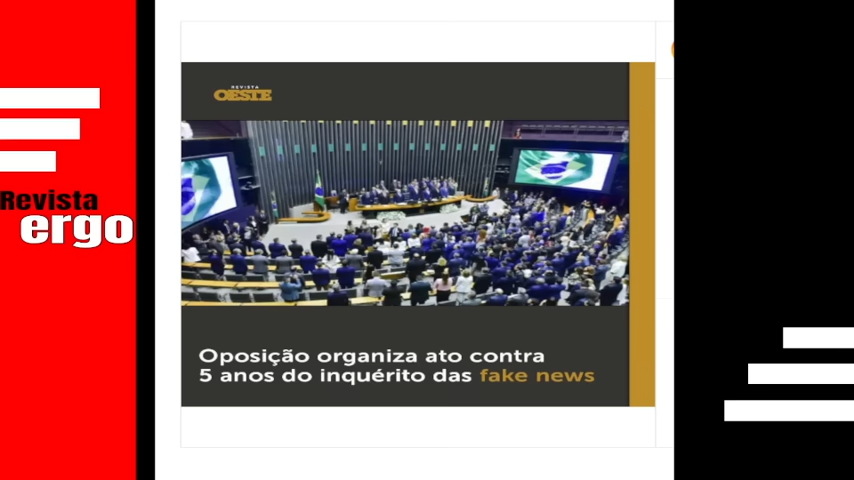 Revista
ergo
REVISTA
OESTE
Oposição organiza ato contra
5 anos do inquérito das fake news